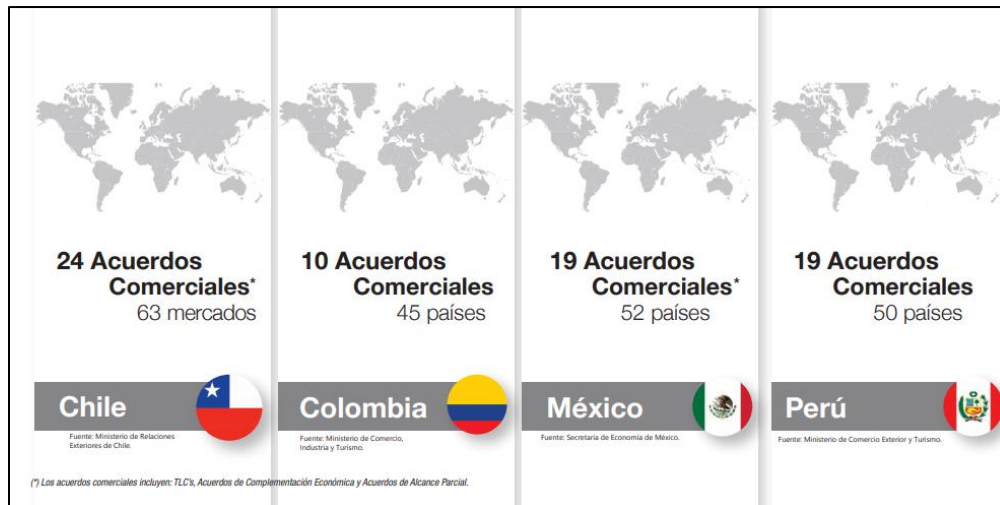 24 Acuerdos
Comerciales*
63 mercados
Chile
Fuente: Ministerio de Relaciones
Exteriores de Chile.
10 Acuerdos
Comerciales
45 países
Colombia
Fuente: Ministerio de Comercio,
Industria y Turismo.
19 Acuerdos
Comerciales*
52 países
México
Fuente: Secretaria de Economía de México.
19 Acuerdos
Comerciales
50 países
Perú
Fuente: Ministerio de Comercio Exterior y Turismo.
(*) Los acuerdos comerciales incluyen: TLC's, Acuerdos de Complementación Económica y Acuerdos de Alcance Parcial.